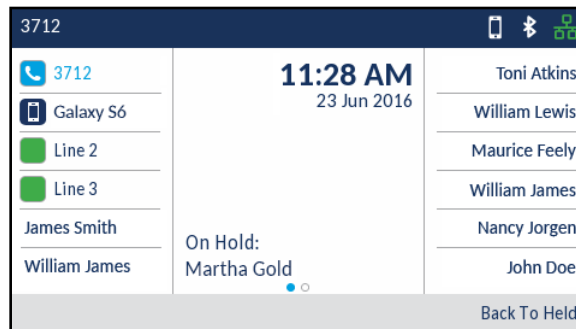 3712
3712
Galaxy S6
Line 2
Line 3
James Smith
William James
11:28 AM
23 Jun 2016
On Hold:
Martha Gold
Toni Atkins
William Lewis
Maurice Feely
William James
Nancy Jorgen
John Doe
Back To Held